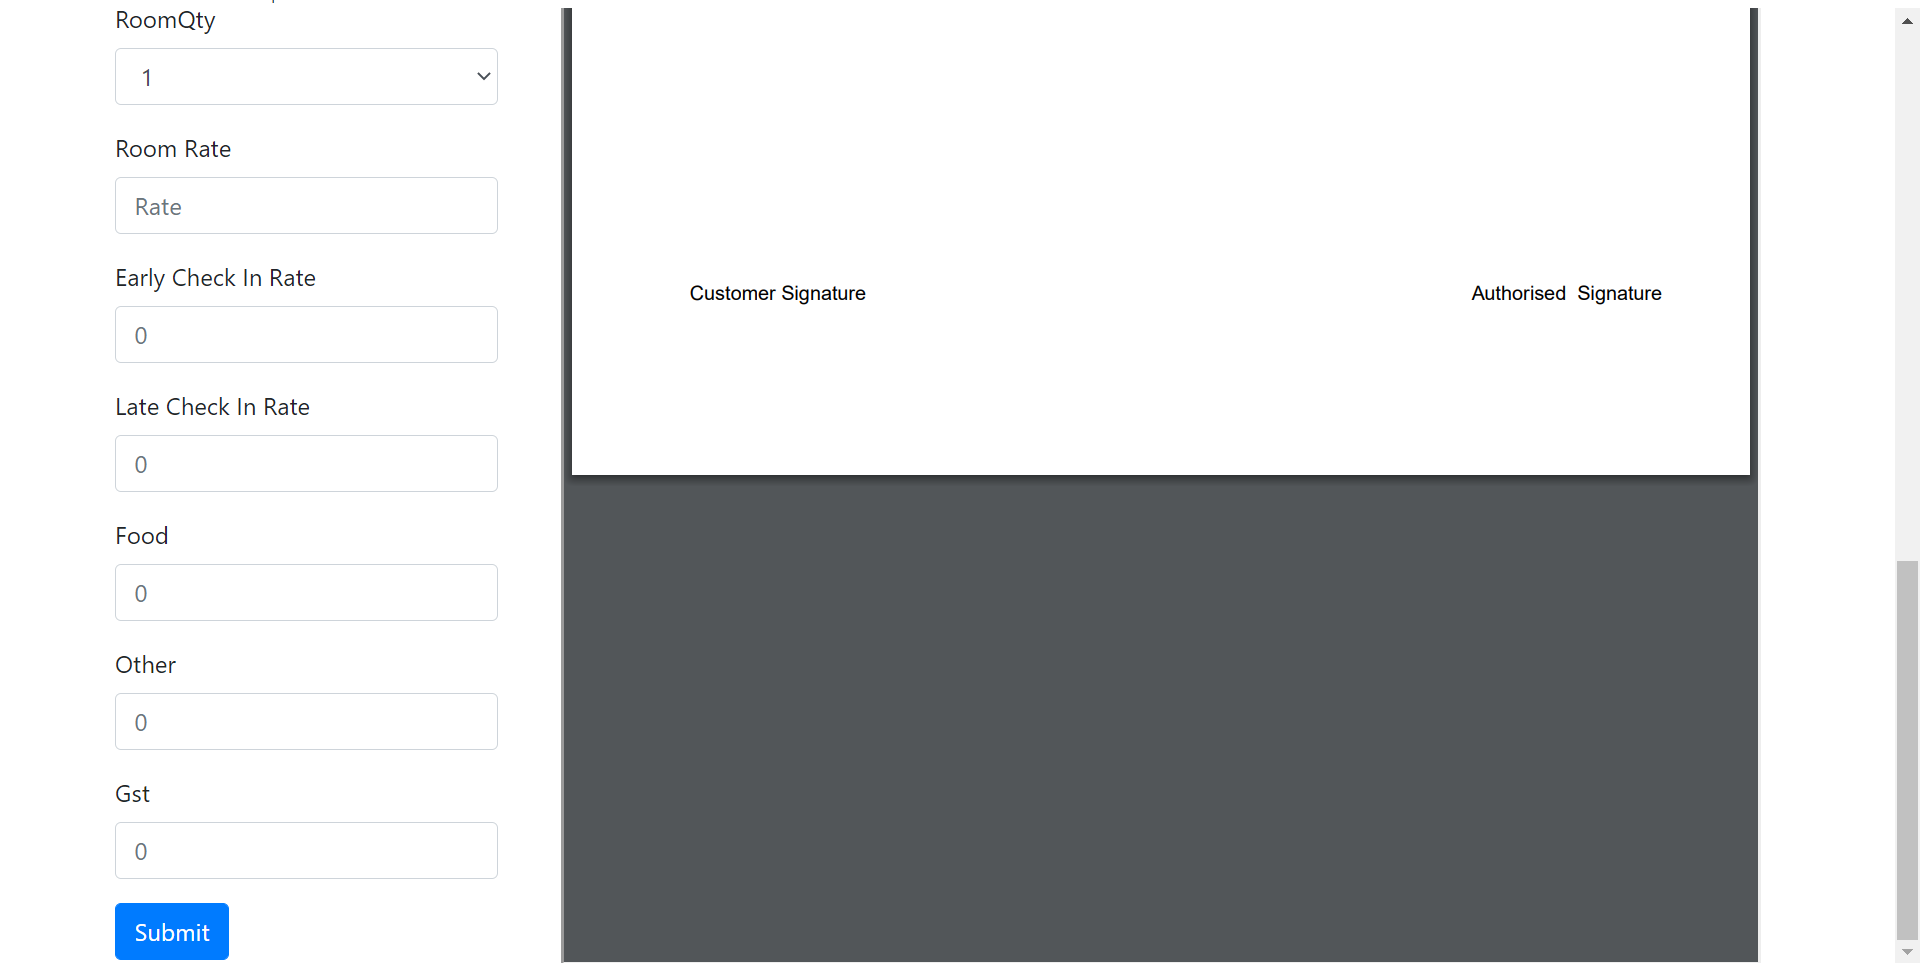 RoomQty
1
Room Rate
Rate
Early Check In Rate
0
Late Check In Rate
0
Food
0
Other
0
Gst
0
Submit
Customer Signature
Authorised  Signature